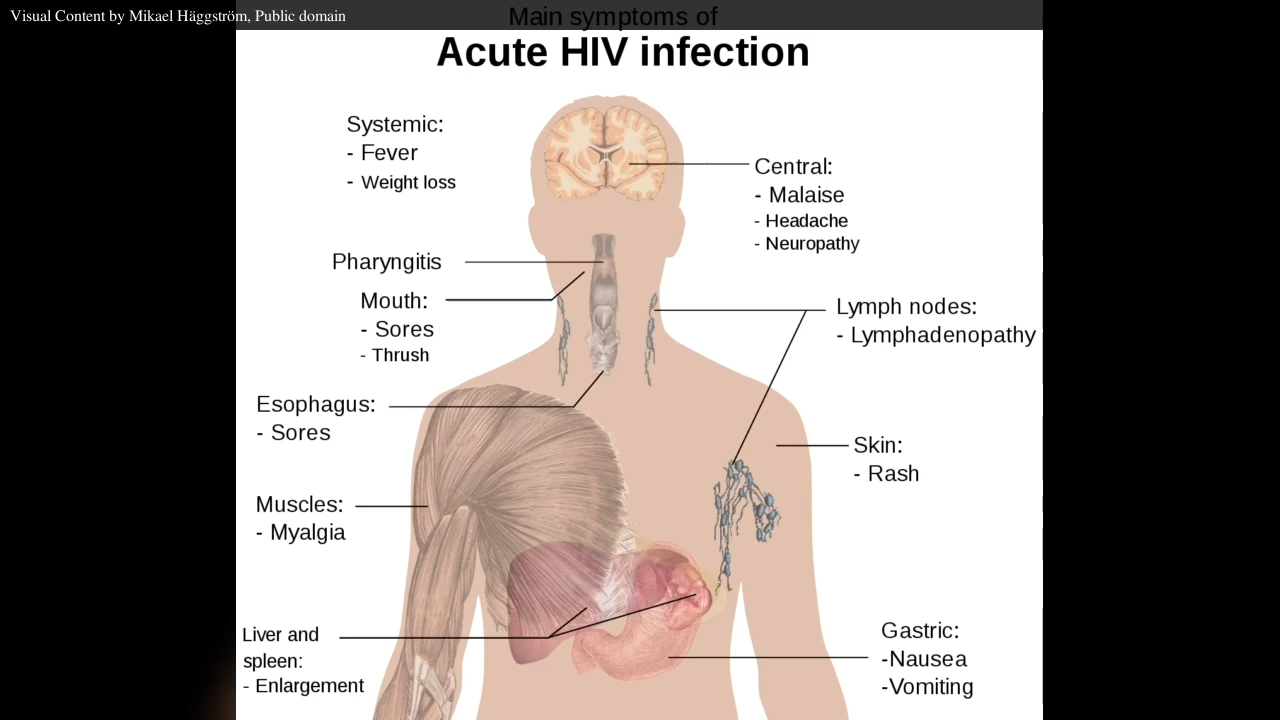 Visual Content by Mikael Häggström, Public domain
Main symptoms of
Acute HIV infection
Systemic:
- Fever
- Weight loss
Central:
- Malaise
- Headache
- Neuropathy
Pharyngitis
Mouth:
- Sores
- Thrush
Lymph nodes:
- Lymphadenopathy
Esophagus:
- Sores
Skin:
- Rash
Muscles:
- Myalgia
Liver and
spleen:
- Enlargement
Gastric:
-Nausea
-Vomiting